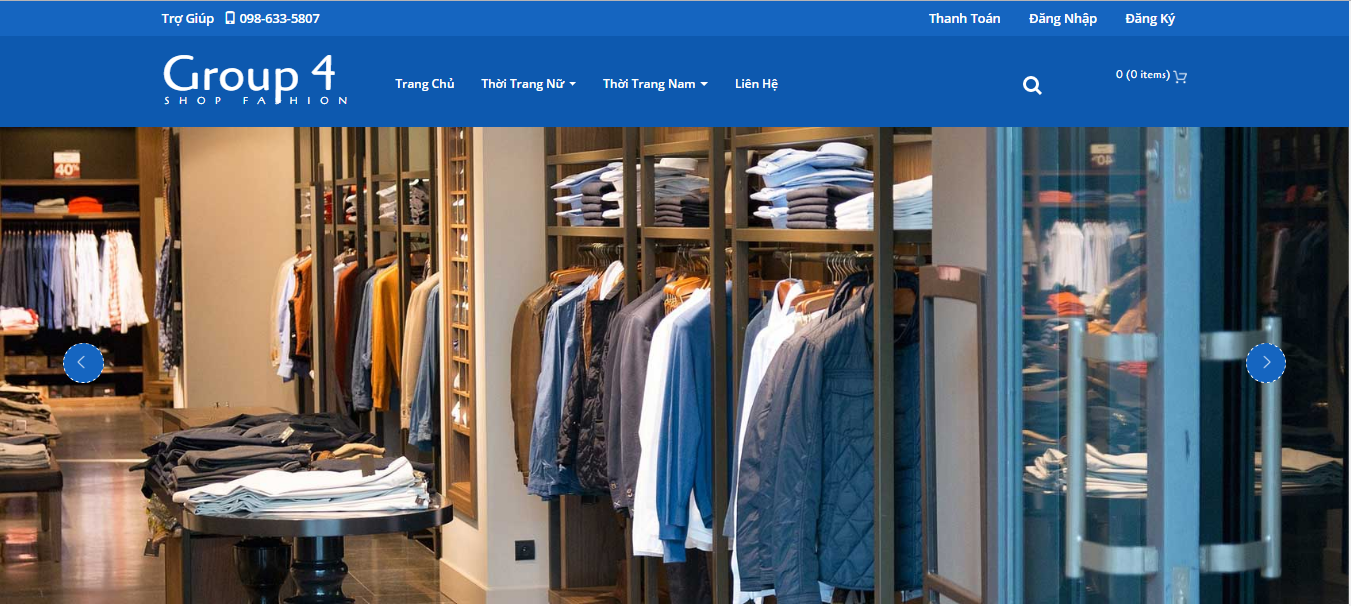 Trợ Giúp 098-633-5807 Thanh Toán Đăng Nhập Đăng Ký
Group 4
SHOP FASHION
Trang Chủ Thời Trang Nữ Thời Trang Nam Liên Hệ
0 (0 items)
40%